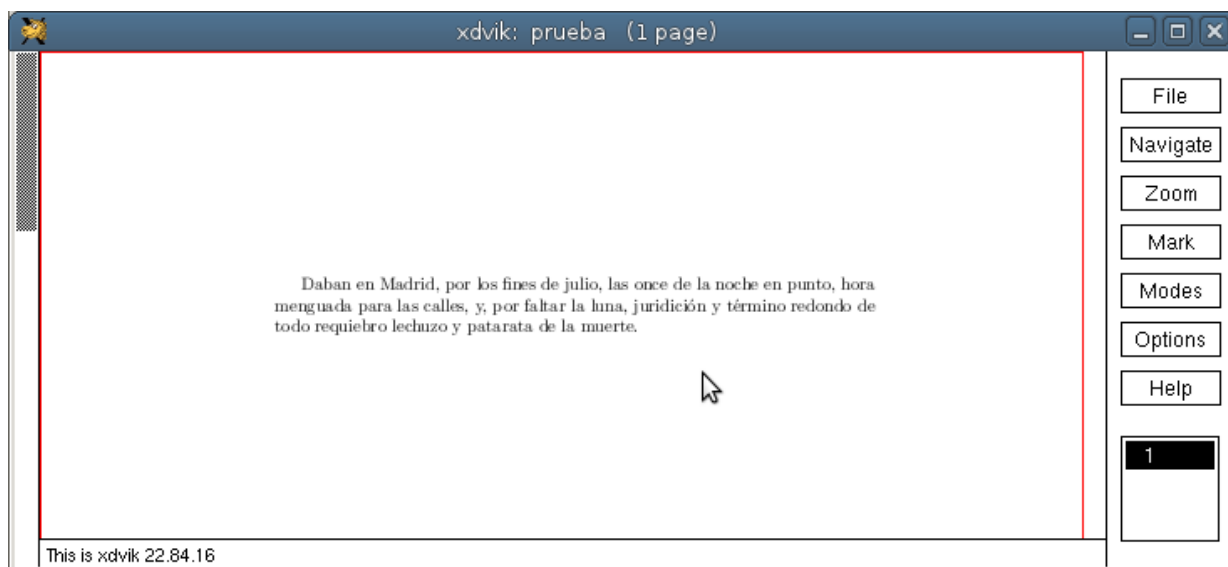 xdvik: prueba (1 page)
File
Navigate
Zoom
Mark
Modes
Options
Help
1
Daban en Madrid, por los fines de julio, las once de la noche en punto, hora
menguada para las calles, y, por faltar la luna, juridición y término redondo de
todo requiebro lechuzo y patarata de la muerte.
This is xdvik 22.84.16